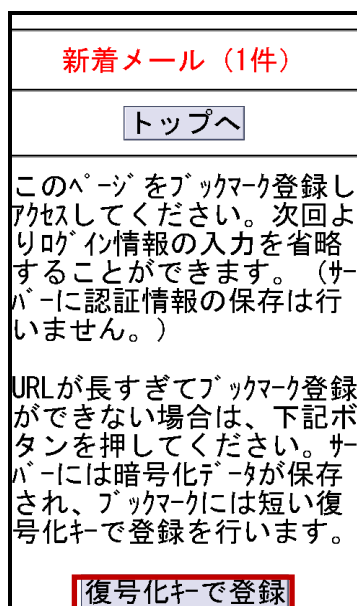 新着メール（1件）
トップへ
このﾍﾟｰｼﾞをﾌﾞｯｸﾏｰｸ登録し
ｱｸｾｽしてください。次回よ
りﾛｸﾞｲﾝ情報の入力を省略
することができます。（ｻｰ
ﾊﾞｰに認証情報の保存は行
いません。）
URLが長すぎてﾌﾞｯｸﾏｰｸ登録
ができない場合は、下記ボ
タンを押してください。ｻｰ
ﾊﾞｰには暗号化ﾃﾞｰﾀが保存
され、ﾌﾞｯｸﾏｰｸには短い復
号化ｷｰで登録を行います。
復号化ｷｰで登録